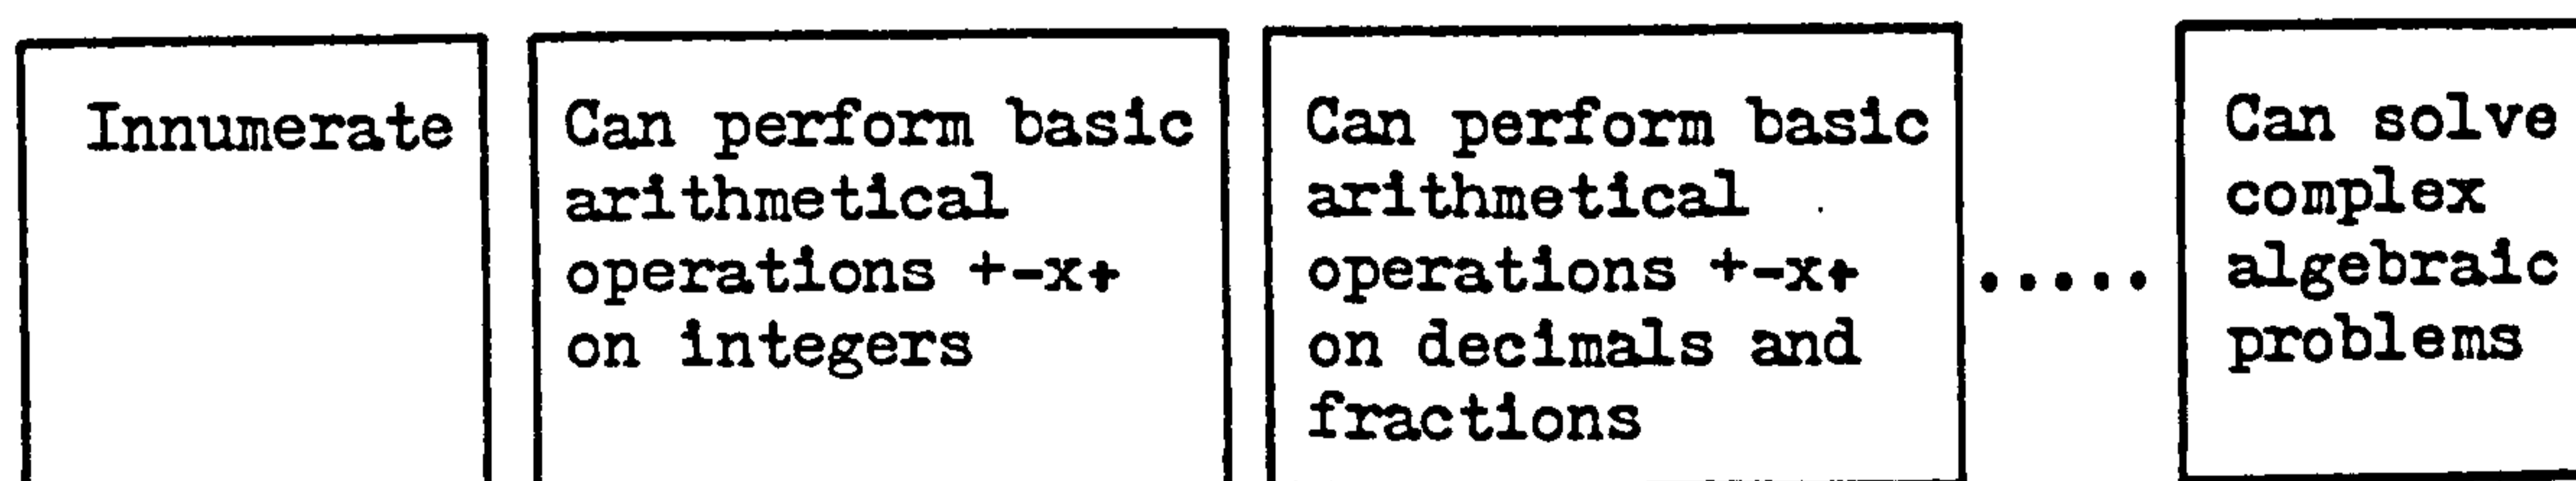 Innumerate
Can perform basic
arithmetical
operations +-x÷
on integers
Can perform basic
arithmetical
operations +-x÷
on decimals and
fractions
.....
Can solve
complex
algebraic
problems